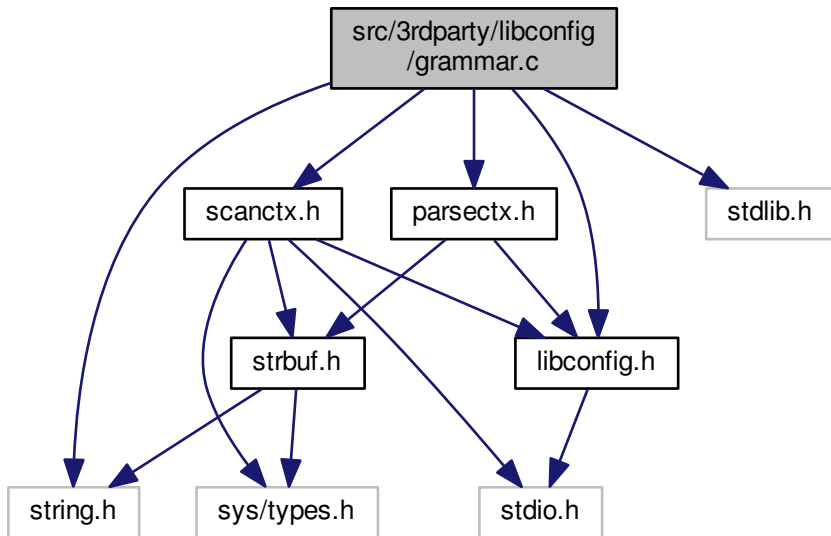 src/3rdparty/libconfig
/grammar.c
scanctx.h
parsectx.h
stdlib.h
strbuf.h
libconfig.h
string.h
sys/types.h
stdio.h